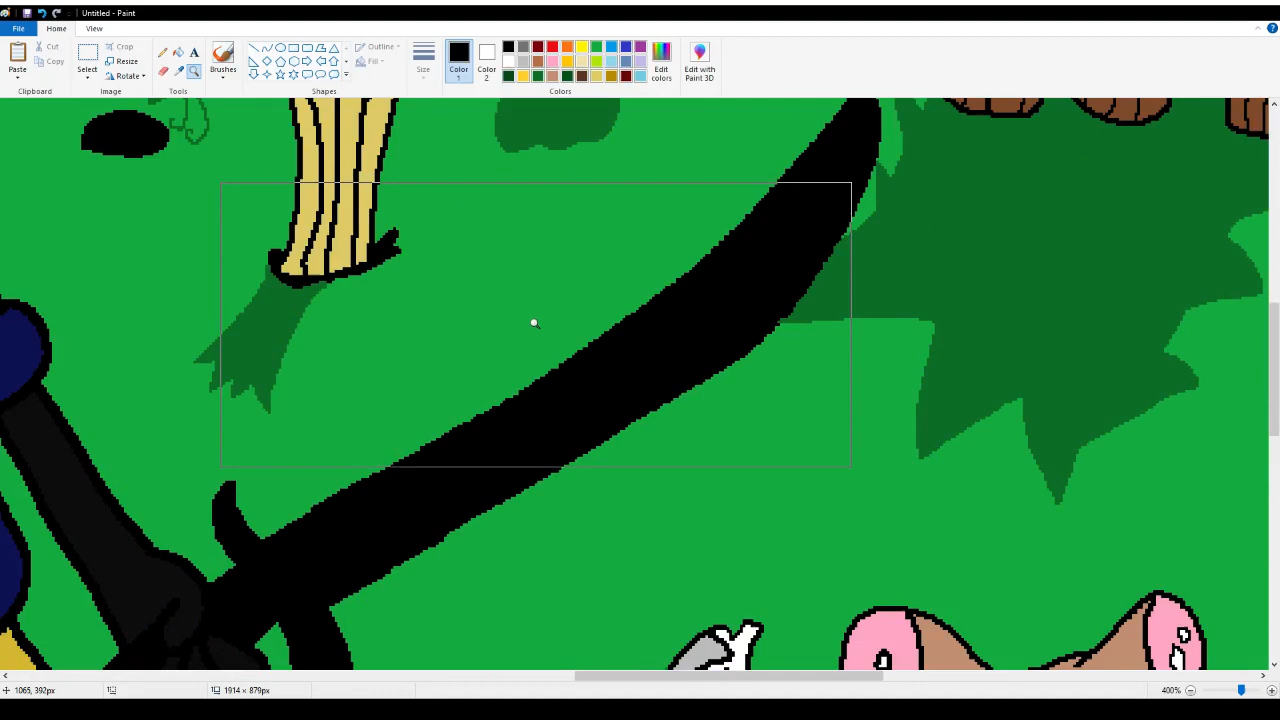 Untitled - Paint
File Home View
Paste
Cut
Copy
Clipboard
Select
Crop
Resize
Rotate
Image
A
Tools
Brushes
Outline
Fill
Shapes
Size
Color 1
Color 2
Colors
Edit colors
Edit with Paint 3D
1065, 392px
1914 × 879px
400%